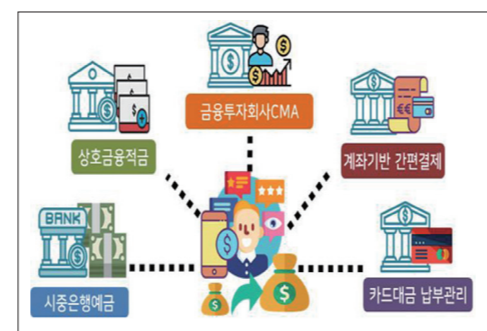 금융투자회사CMA
상호금융적금
계좌기반 간편결제
BANK
시중은행예금
카드대금 납부관리